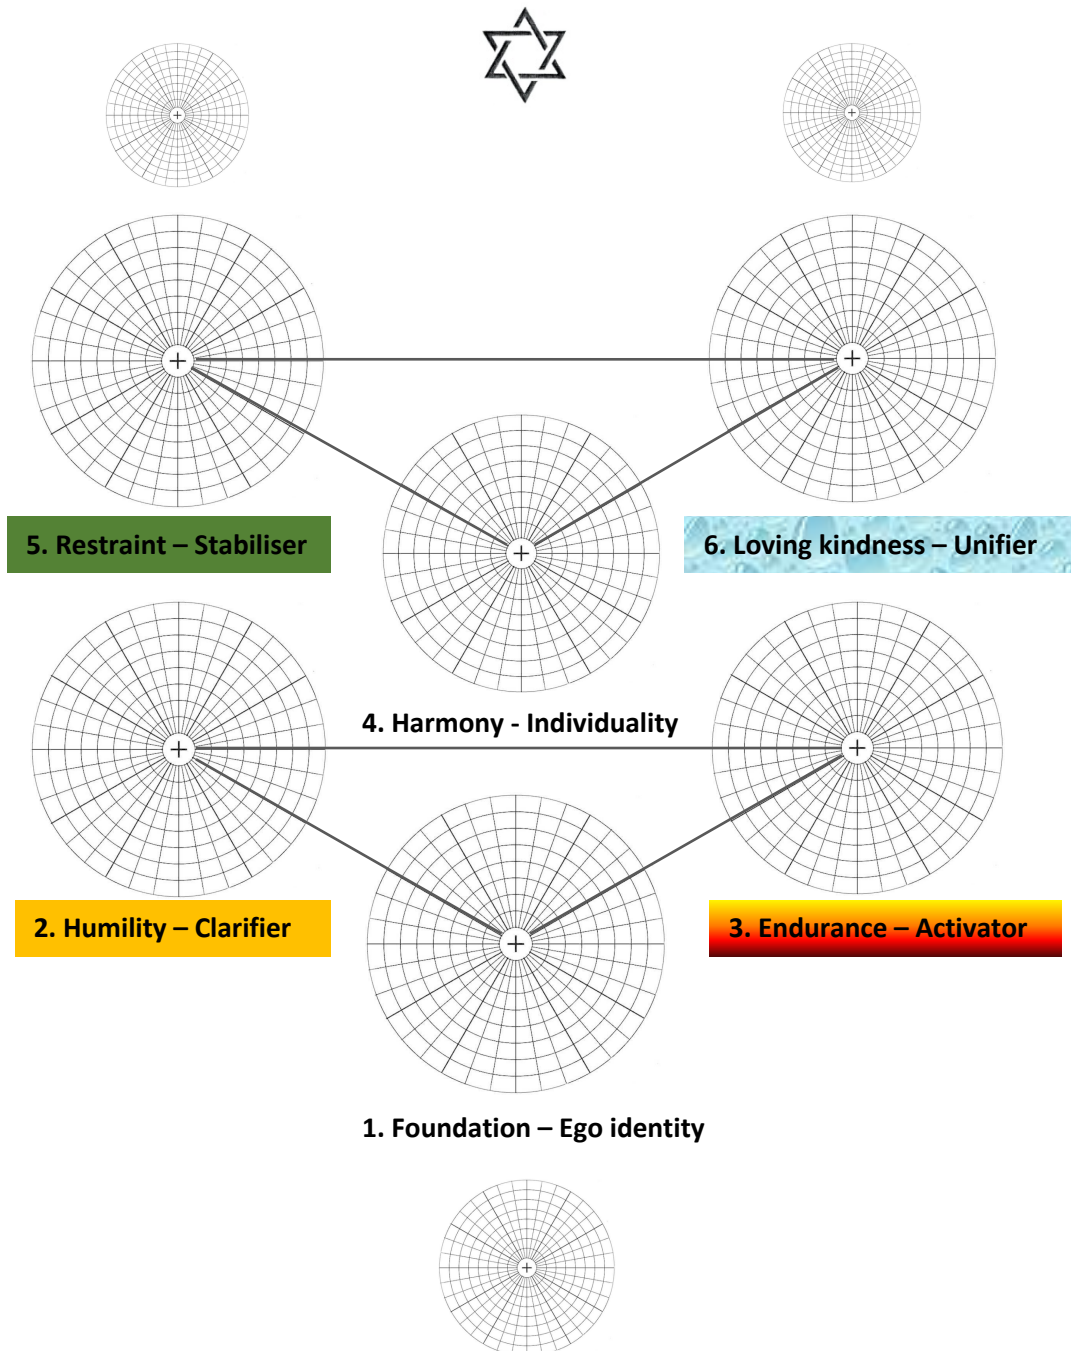 5. Restraint – Stabiliser
6. Loving kindness – Unifier
4. Harmony - Individuality
2. Humility – Clarifier
3. Endurance – Activator
1. Foundation – Ego identity